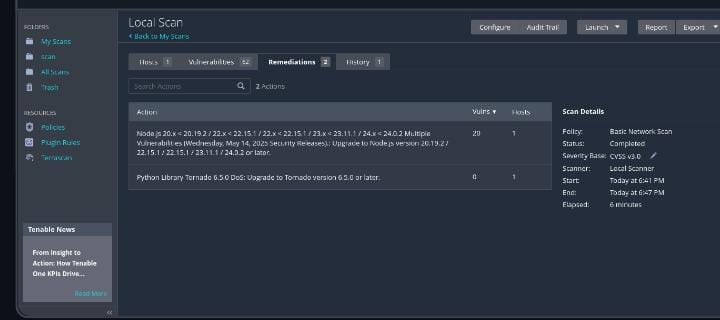 FOLDERS
My Scans
scan
All Scans
Trash
RESOURCES
Policies
Plugin Rules
Terrascan
Tenable News
From Insight to
Action: How Tenable
One KPIs Drive...
Read More
Local Scan
‹ Back to My Scans
Configure Audit Trail Launch ▼ Report Export ▼
Hosts 1 Vulnerabilities 62 Remediations 2 History 1
Search Actions 2 Actions
Action Vulns ▼ Hosts
Node.js 20.x < 20.19.2 / 22.x < 22.15.1 / 22.x < 22.15.1 / 23.x < 23.11.1 / 24.x < 24.0.2 Multiple 20 1
Vulnerabilities (Wednesday, May 14, 2025 Security Releases).: Upgrade to Node.js version 20.19.2 /
22.15.1 / 22.15.1 / 23.11.1 / 24.0.2 or later.
Python Library Tornado 6.5.0 DoS: Upgrade to Tornado version 6.5.0 or later. 0 1
Scan Details
Policy: Basic Network Scan
Status: Completed
Severity Base: CVSS v3.0
Scanner: Local Scanner
Start: Today at 6:41 PM
End: Today at 6:47 PM
Elapsed: 6 minutes